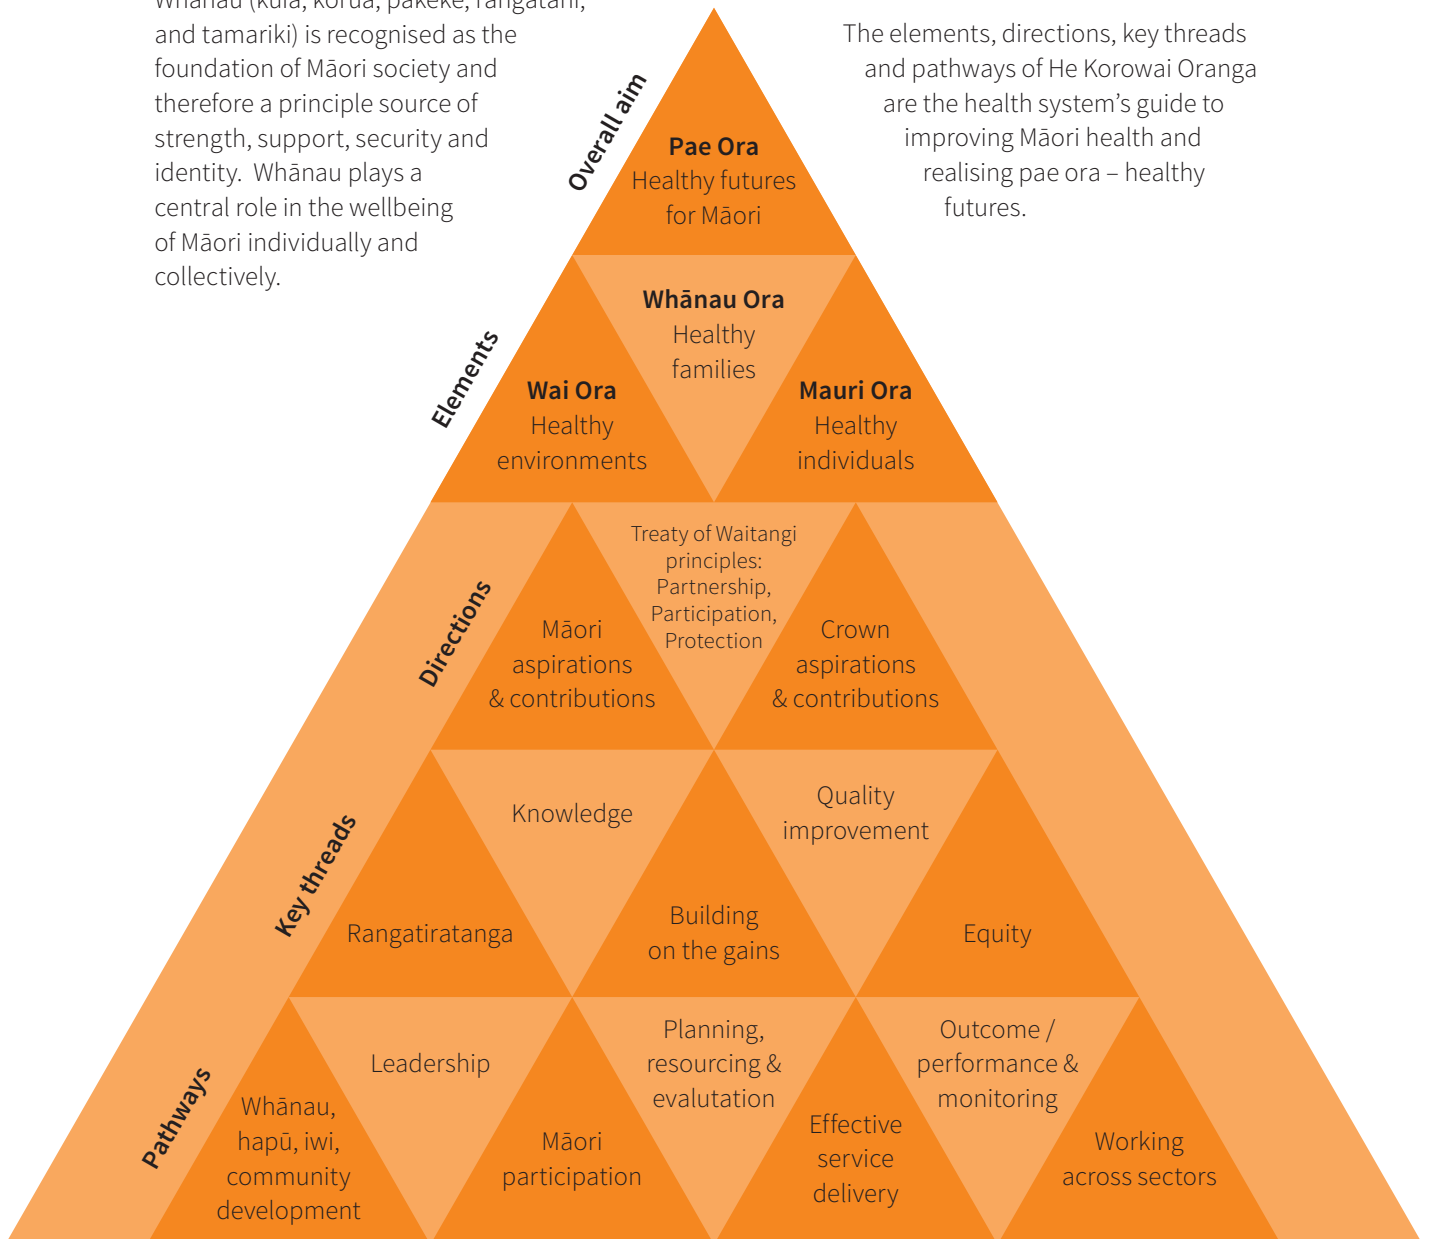 Whānau (kuia, koroua, pakeke, rangatahi,
and tamariki) is recognised as the
foundation of Māori society and
therefore a principle source of
strength, support, security and
identity.  Whānau plays a
central role in the wellbeing
of Māori individually and
collectively.
The elements, directions, key threads
and pathways of He Korowai Oranga
are the health system’s guide to
improving Māori health and
realising pae ora – healthy
futures.
Overall aim
Pae Ora
Healthy futures
for Māori
Elements
Whānau Ora
Healthy
families
Wai Ora
Healthy
environments
Mauri Ora
Healthy
individuals
Directions
Māori
aspirations
& contributions
Treaty of Waitangi
principles:
Partnership,
Participation,
Protection
Crown
aspirations
& contributions
Key threads
Rangatiratanga
Knowledge
Building
on the gains
Quality
improvement
Equity
Pathways
Whānau,
hapū, iwi,
community
development
Leadership
Māori
participation
Planning,
resourcing &
evalutation
Effective
service
delivery
Outcome /
performance &
monitoring
Working
across sectors